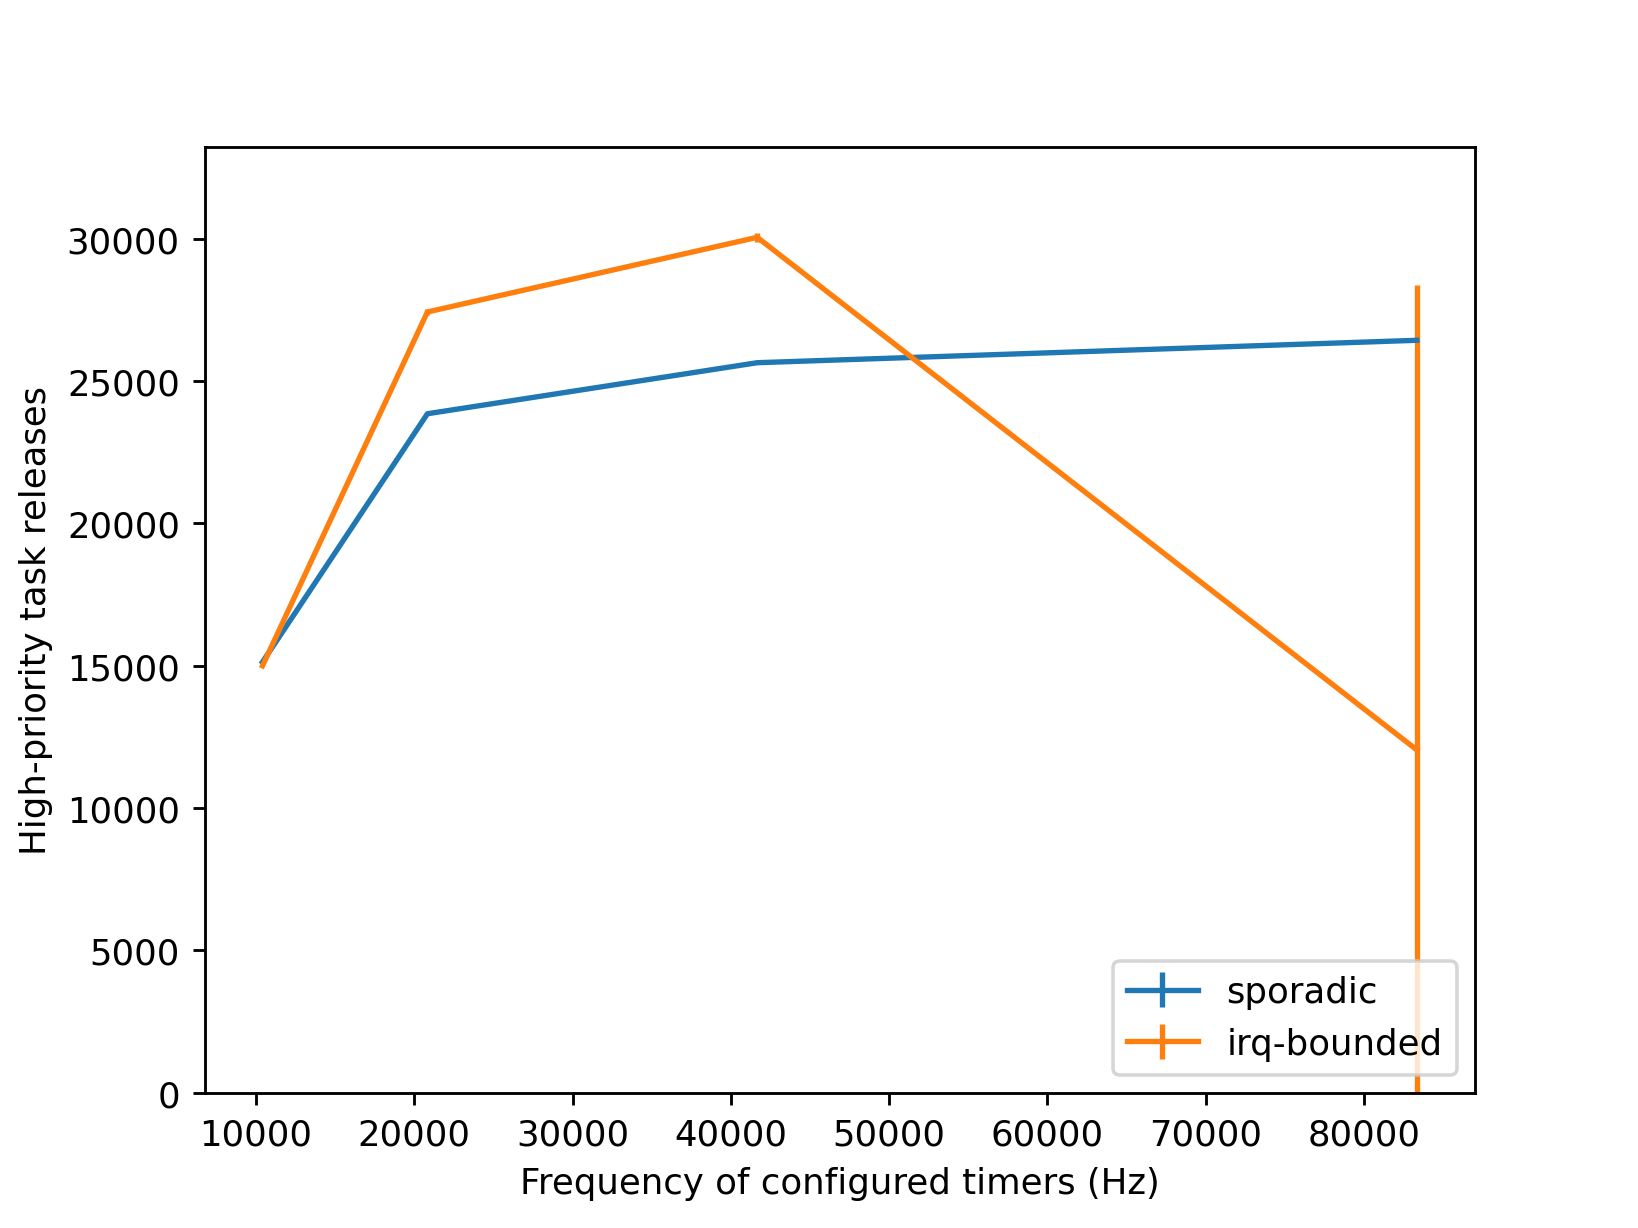 30000
25000
20000
15000
10000
5000
0
High-priority task releases
10000 20000 30000 40000 50000 60000 70000 80000
Frequency of configured timers (Hz)
sporadic
irq-bounded